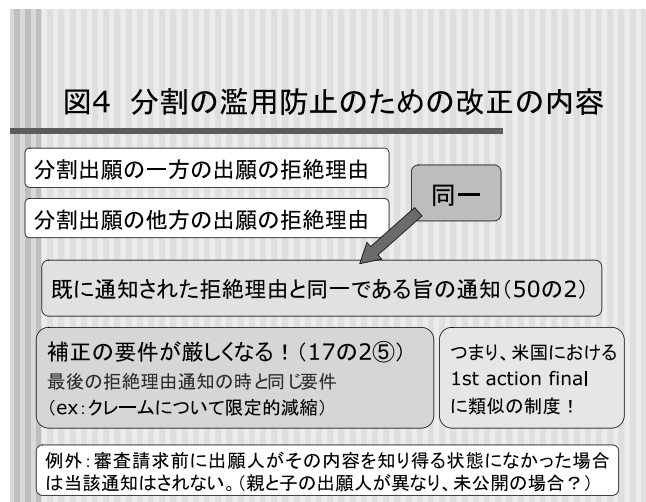 図4 分割の濫用防止のための改正の内容
分割出願の一方の出願の拒絶理由
同一
分割出願の他方の出願の拒絶理由
既に通知された拒絶理由と同一である旨の通知(50の2)
補正の要件が厳しくなる!(17の2⑤)
最後の拒絶理由通知の時と同じ要件
(ex:クレームについて限定的減縮)
つまり、米国における
1st action final
に類似の制度!
例外:審査請求前に出願人がその内容を知り得る状態になかった場合
は当該通知はされない。(親と子の出願人が異なり、未公開の場合?)